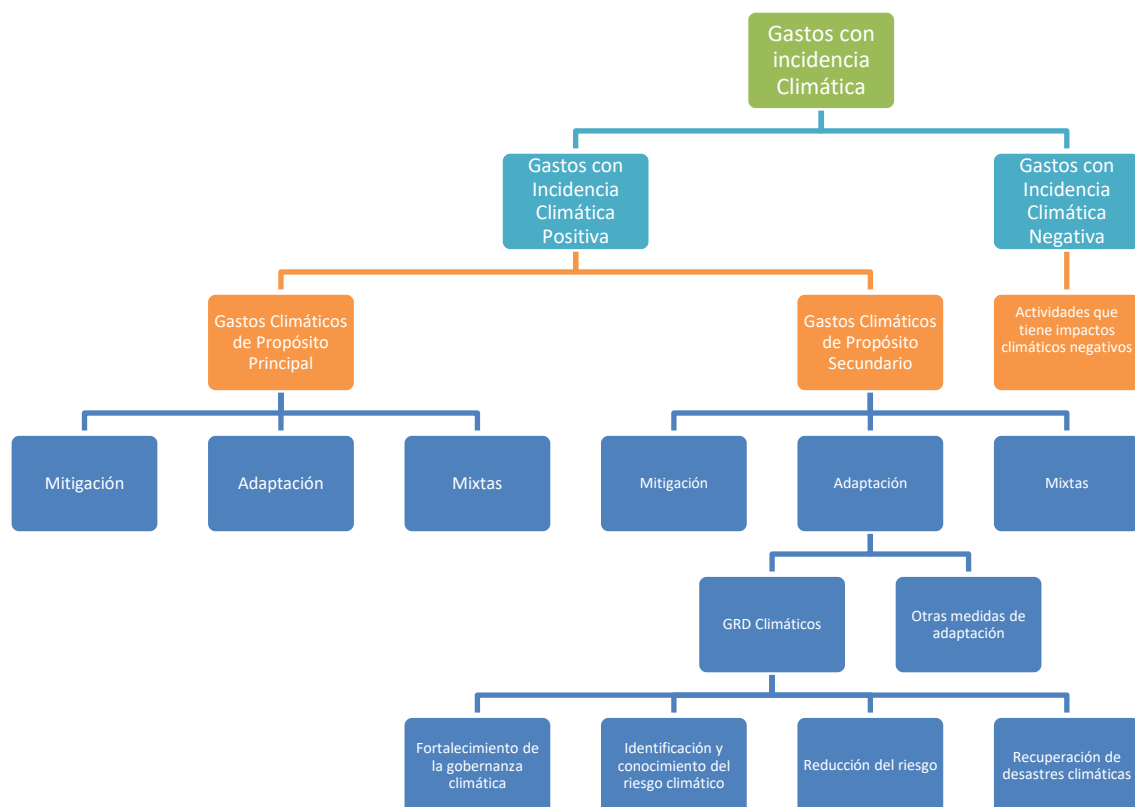 Gastos con
incidencia
Climática
Gastos con
Incidencia
Climática
Positiva
Gastos con
Incidencia
Climática
Negativa
Gastos Climáticos
de Propósito
Principal
Gastos Climáticos
de Propósito
Secundario
Actividades que
tiene impactos
climáticos negativos
Mitigación
Adaptación
Mixtas
Mitigación
Adaptación
Mixtas
GRD Climáticos
Otras medidas de
adaptación
Fortalecimiento de
la gobernanza
climática
Identificación y
conocimiento del
riesgo climático
Reducción del riesgo
Recuperación de
desastres climáticas